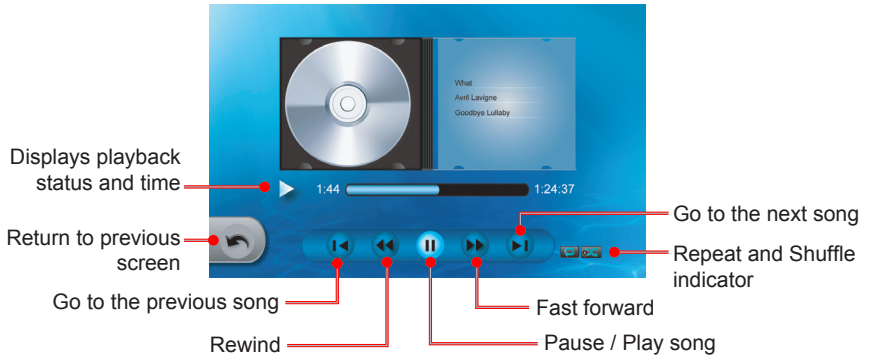 What
Avril Lavigne
Goodbye Lullaby
Displays playback
status and time
1:44
1:24:37
Go to the next song
Return to previous
screen
Repeat and Shuffle
indicator
Go to the previous song
Fast forward
Rewind
Pause / Play song